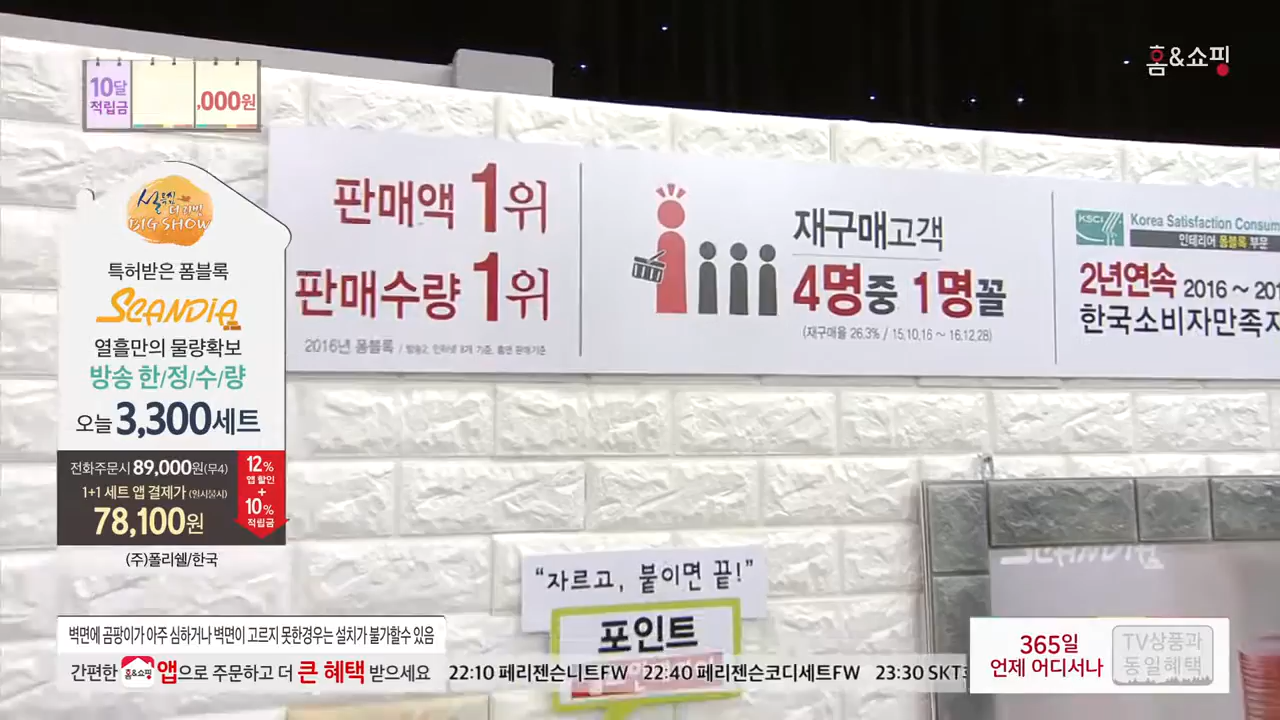 홈&쇼핑
10달
적립금
,000원
BIG SHOW
특허받은 폼블록
SCANDIA
열흘만의 물량확보
방송 한/정/수/량
오늘 3,300세트
전화주문시 89,000원(무4)
1+1 세트 앱 결제가 (일시불시)
78,100원
12%
앱 할인
+
10%
적립금
(주)폴리쉘/한국
판매액 1위
판매수량 1위
2016년 폼블록
재구매고객
4명중 1명꼴
(재구매율 26.3% / 15.10.16 ~ 16.12.28)
KSCI
Korea Satisfaction Consum
인테리어 폼블록 부문
2년연속 2016 ~ 201
한국소비자만족지
"자르고, 붙이면 끝!"
포인트
SCANDIA
벽면에 곰팡이가 아주 심하거나 벽면이 고르지 못한경우는 설치가 불가할수 있음
간편한 홈&쇼핑 앱으로 주문하고 더 큰 혜택 받으세요
22:10 페리젠슨니트FW 22:40 페리젠슨코디세트FW 23:30 SKT
365일
언제 어디서나
TV상품과
동일혜택